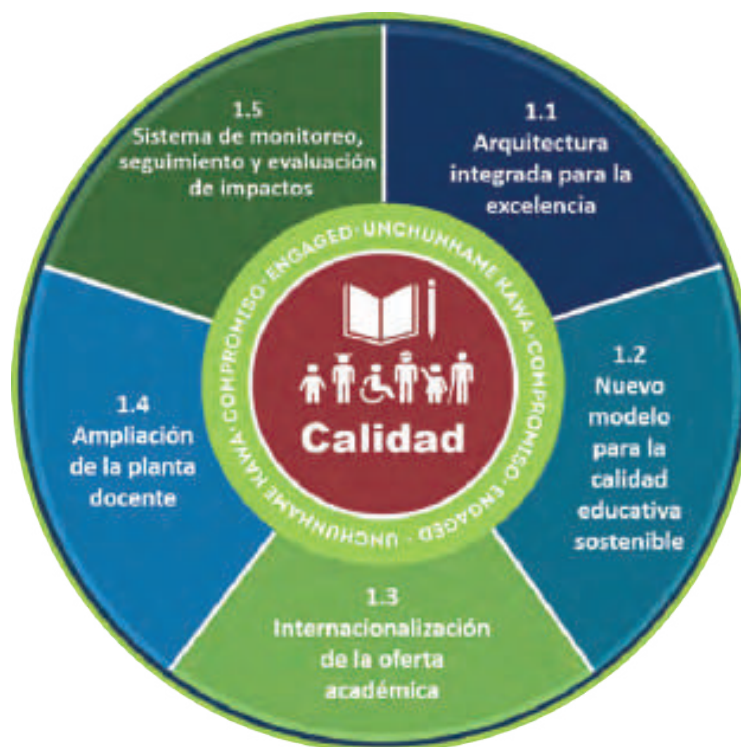 1.1
Arquitectura
integrada para la
excelencia
1.2
Nuevo
modelo
para la
calidad
educativa
sostenible
1.3
Internacionalización
de la oferta
académica
1.4
Ampliación
de la planta
docente
1.5
Sistema de monitoreo,
seguimiento y evaluación
de impactos
COMPROMISO·ENGAGED·UNCHUNHAME KAWA·COMPROMISO·ENGAGED·UNCHUNHAME KAWA·
Calidad